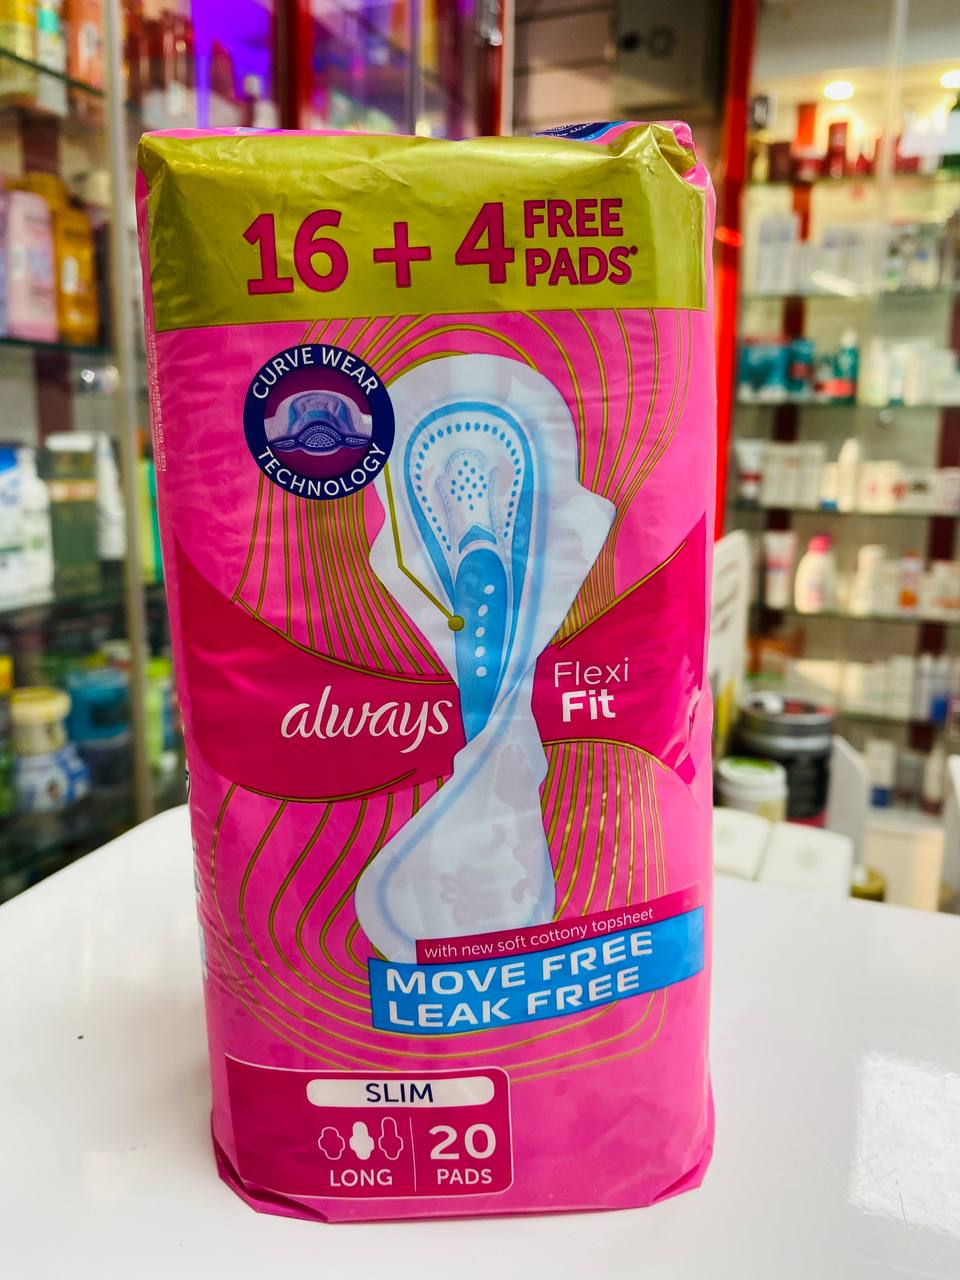 16 + 4 FREE
PADS*
CURVE WEAR
TECHNOLOGY
always
Flexi
Fit
with new soft cottony topsheet
MOVE FREE
LEAK FREE
SLIM
LONG
20
PADS